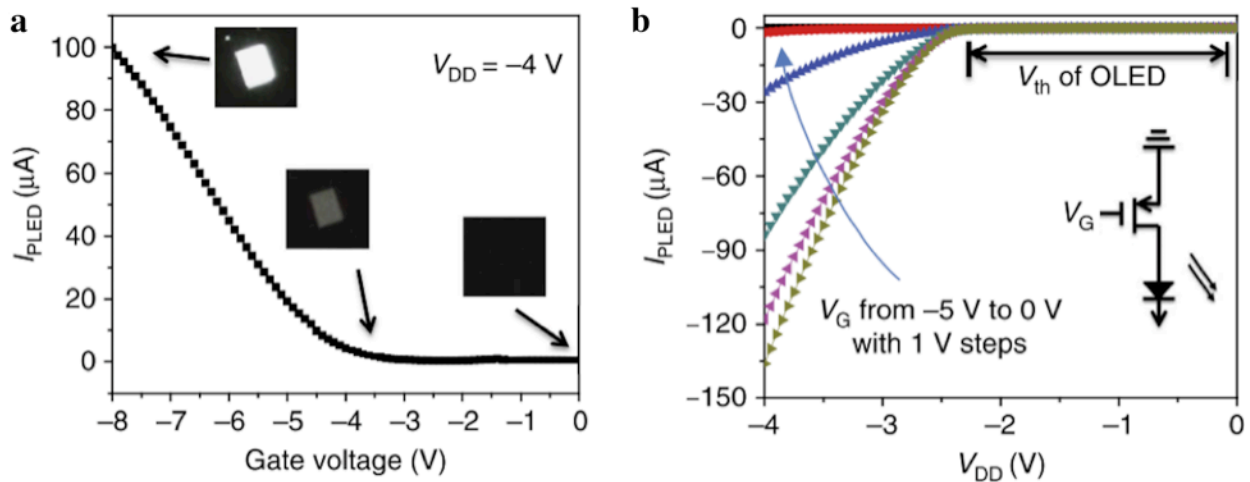 a
V_DD = –4 V
100
80
60
40
20
0
I_PLED (µA)
–8 –7 –6 –5 –4 –3 –2 –1 0
Gate voltage (V)
b
0
–30
–60
–90
–120
–150
I_PLED (µA)
V_th of OLED
V_G
V_G from –5 V to 0 V
with 1 V steps
–4 –3 –2 –1 0
V_DD (V)